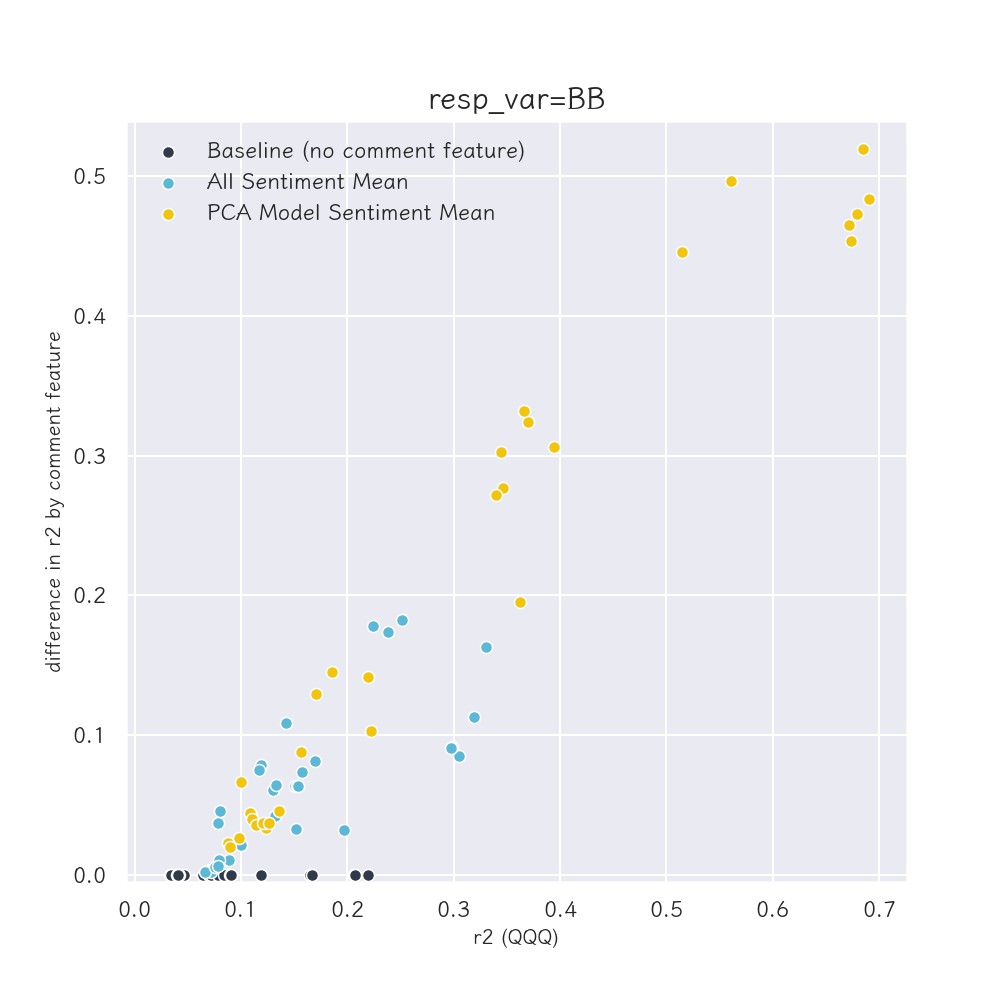 resp_var=BB
Baseline (no comment feature)
All Sentiment Mean
PCA Model Sentiment Mean
difference in r2 by comment feature
0.5
0.4
0.3
0.2
0.1
0.0
0.0 0.1 0.2 0.3 0.4 0.5 0.6 0.7
r2 (QQQ)